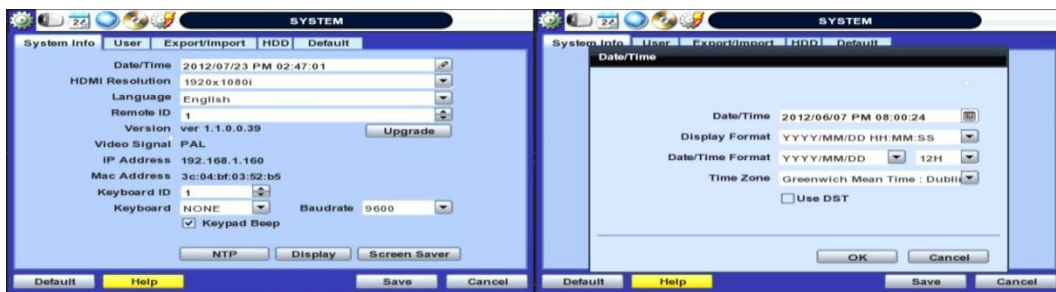 SYSTEM
System Info User Export/Import HDD Default
Date/Time 2012/07/23 PM 02:47:01
HDMI Resolution 1920x1080i
Language English
Remote ID 1
Version ver 1.1.0.0.39 Upgrade
Video Signal PAL
IP Address 192.168.1.160
Mac Address 3c:04:bf:03:52:b5
Keyboard ID 1
Keyboard NONE Baudrate 9600
Keypad Beep
NTP Display Screen Saver
Default Help Save Cancel
SYSTEM
System Info User Export/Import HDD Default
Date/Time
Date/Time 2012/06/07 PM 08:00:24
Display Format YYYY/MM/DD HH:MM:SS
Date/Time Format YYYY/MM/DD 12H
Time Zone Greenwich Mean Time : Dubli
Use DST
OK Cancel
Default Help Save Cancel